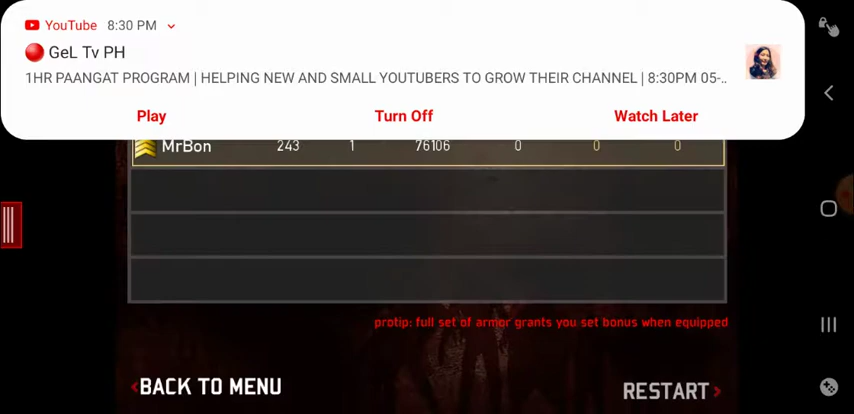 YouTube 8:30 PM
GeL Tv PH
1HR PAANGAT PROGRAM | HELPING NEW AND SMALL YOUTUBERS TO GROW THEIR CHANNEL | 8:30PM 05-..
Play Turn Off Watch Later
MrBon 243 1 76106 0 0 0
protip: full set of armor grants you set bonus when equipped
BACK TO MENU RESTART